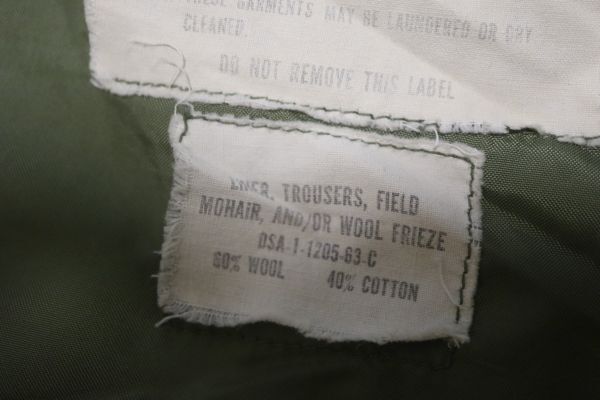 THESE GARMENTS MAY BE LAUNDERED OR DRY
CLEANED.
DO NOT REMOVE THIS LABEL
LINER, TROUSERS, FIELD
MOHAIR, AND/OR WOOL FRIEZE
DSA-1-1205-63-C
60% WOOL 40% COTTON